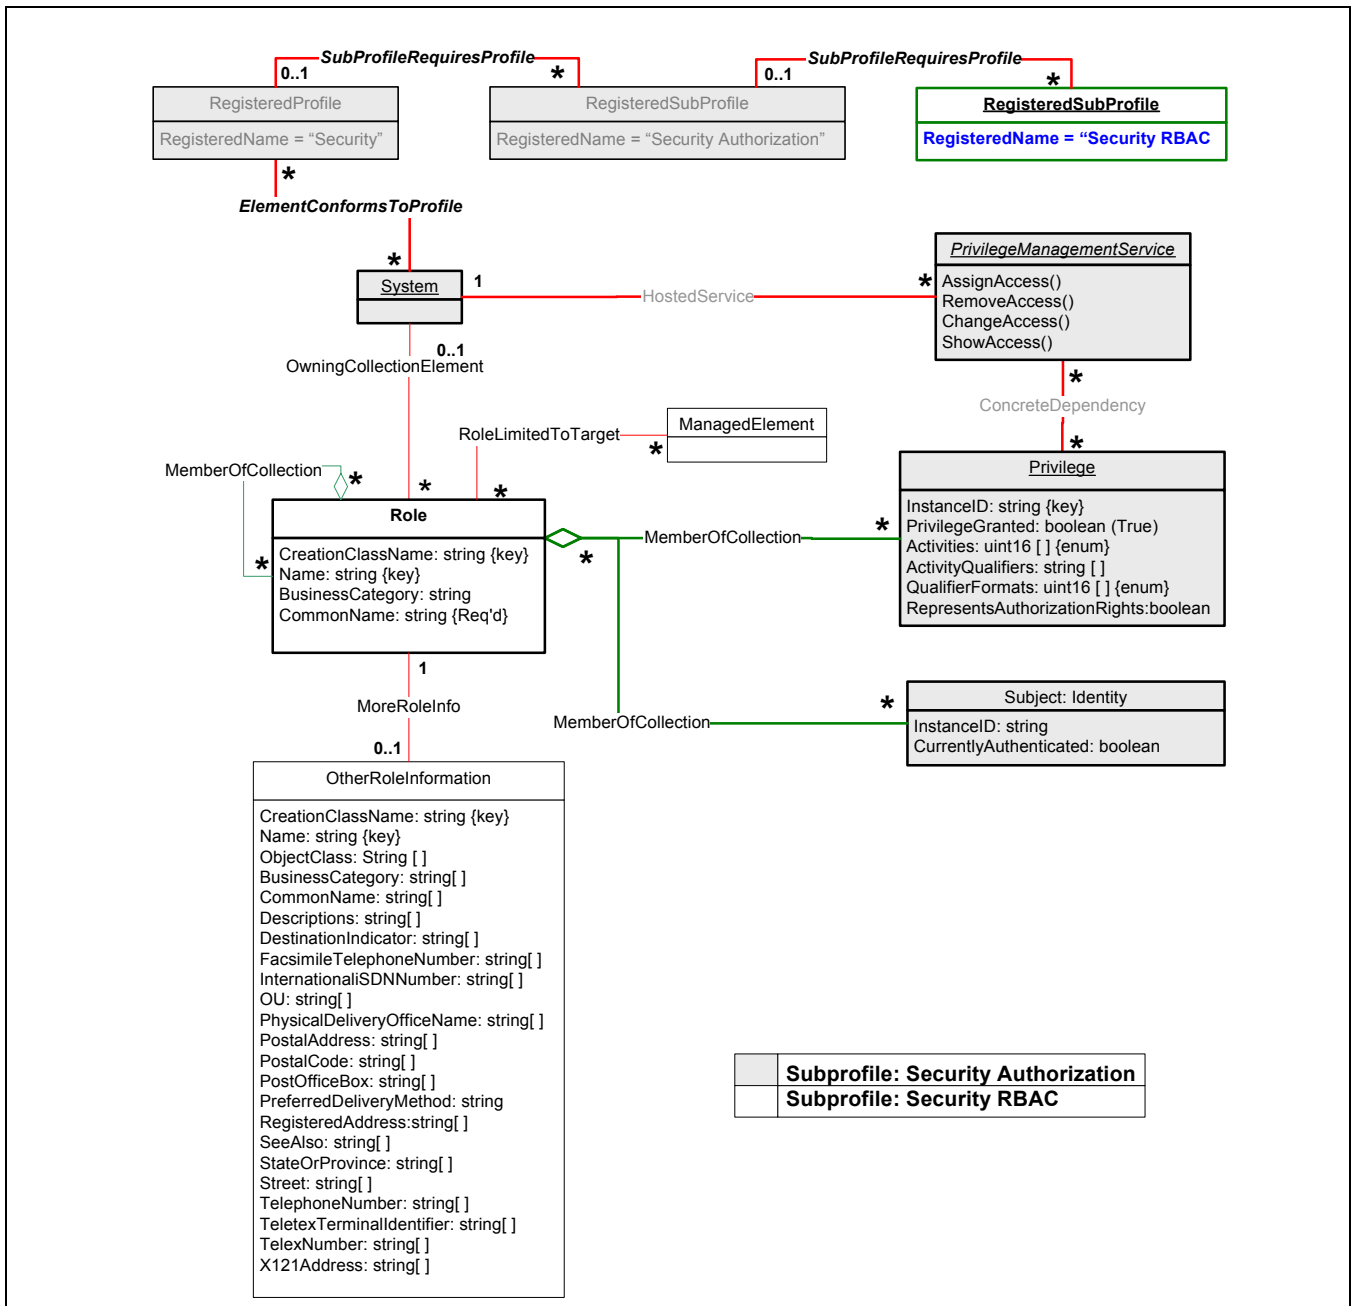 SubProfileRequiresProfile
SubProfileRequiresProfile
0..1
*
0..1
*
RegisteredProfile
RegisteredName = “Security”
RegisteredSubProfile
RegisteredName = “Security Authorization”
RegisteredSubProfile
RegisteredName = “Security RBAC
*
ElementConformsToProfile
*
System
1
HostedService
*
PrivilegeManagementService
AssignAccess()
RemoveAccess()
ChangeAccess()
ShowAccess()
0..1
OwningCollectionElement
*
*
ConcreteDependency
*
RoleLimitedToTarget
*
*
ManagedElement
MemberOfCollection
*
*
Role
CreationClassName: string {key}
Name: string {key}
BusinessCategory: string
CommonName: string {Req'd}
*
MemberOfCollection
*
Privilege
InstanceID: string {key}
PrivilegeGranted: boolean (True)
Activities: uint16 [ ] {enum}
ActivityQualifiers: string [ ]
QualifierFormats: uint16 [ ] {enum}
RepresentsAuthorizationRights:boolean
MemberOfCollection
*
Subject: Identity
InstanceID: string
CurrentlyAuthenticated: boolean
1
MoreRoleInfo
0..1
OtherRoleInformation
CreationClassName: string {key}
Name: string {key}
ObjectClass: String [ ]
BusinessCategory: string[ ]
CommonName: string[ ]
Descriptions: string[ ]
DestinationIndicator: string[ ]
FacsimileTelephoneNumber: string[ ]
InternationaliSDNNumber: string[ ]
OU: string[ ]
PhysicalDeliveryOfficeName: string[ ]
PostalAddress: string[ ]
PostalCode: string[ ]
PostOfficeBox: string[ ]
PreferredDeliveryMethod: string
RegisteredAddress:string[ ]
SeeAlso: string[ ]
StateOrProvince: string[ ]
Street: string[ ]
TelephoneNumber: string[ ]
TeletexTerminalIdentifier: string[ ]
TelexNumber: string[ ]
X121Address: string[ ]
Subprofile: Security Authorization
Subprofile: Security RBAC